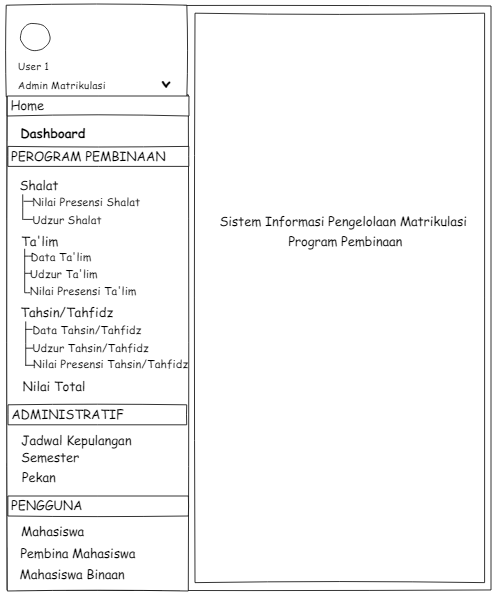 User 1
Admin Matrikulasi
Home
Dashboard
PEROGRAM PEMBINAAN
Shalat
Nilai Presensi Shalat
Udzur Shalat
Ta'lim
Data Ta'lim
Udzur Ta'lim
Nilai Presensi Ta'lim
Tahsin/Tahfidz
Data Tahsin/Tahfidz
Udzur Tahsin/Tahfidz
Nilai Presensi Tahsin/Tahfidz
Nilai Total
ADMINISTRATIF
Jadwal Kepulangan
Semester
Pekan
PENGGUNA
Mahasiswa
Pembina Mahasiswa
Mahasiswa Binaan
Sistem Informasi Pengelolaan Matrikulasi
Program Pembinaan